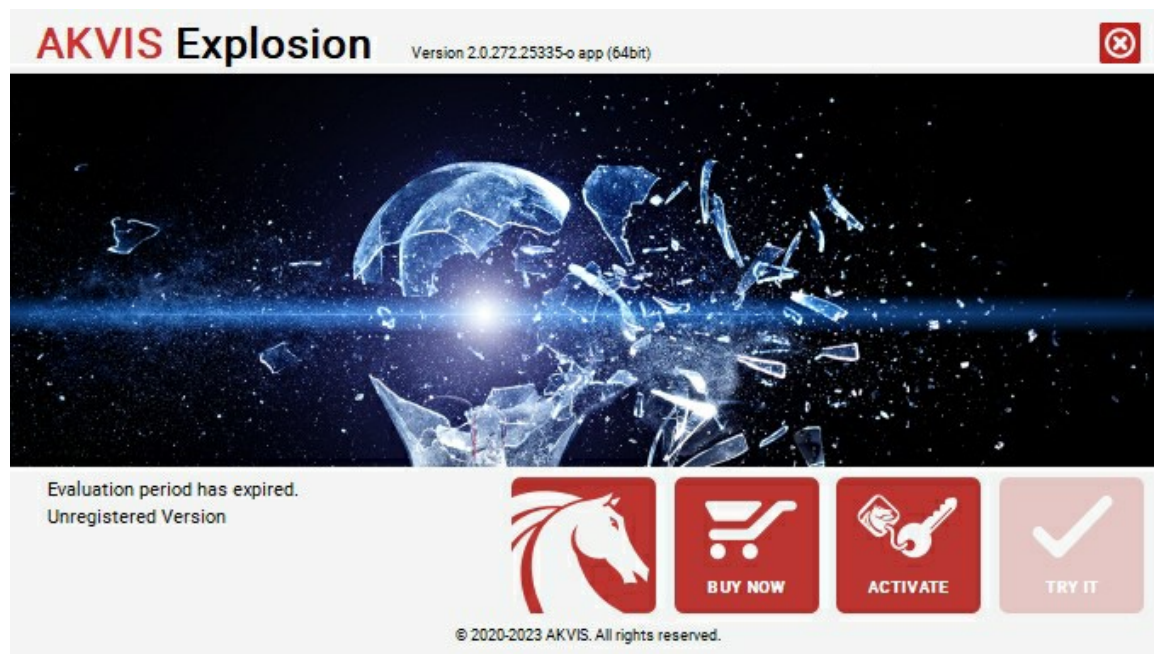 AKVIS Explosion Version 2.0.272.25335-o app (64bit)
Evaluation period has expired.
Unregistered Version
BUY NOW ACTIVATE TRY IT
© 2020-2023 AKVIS. All rights reserved.